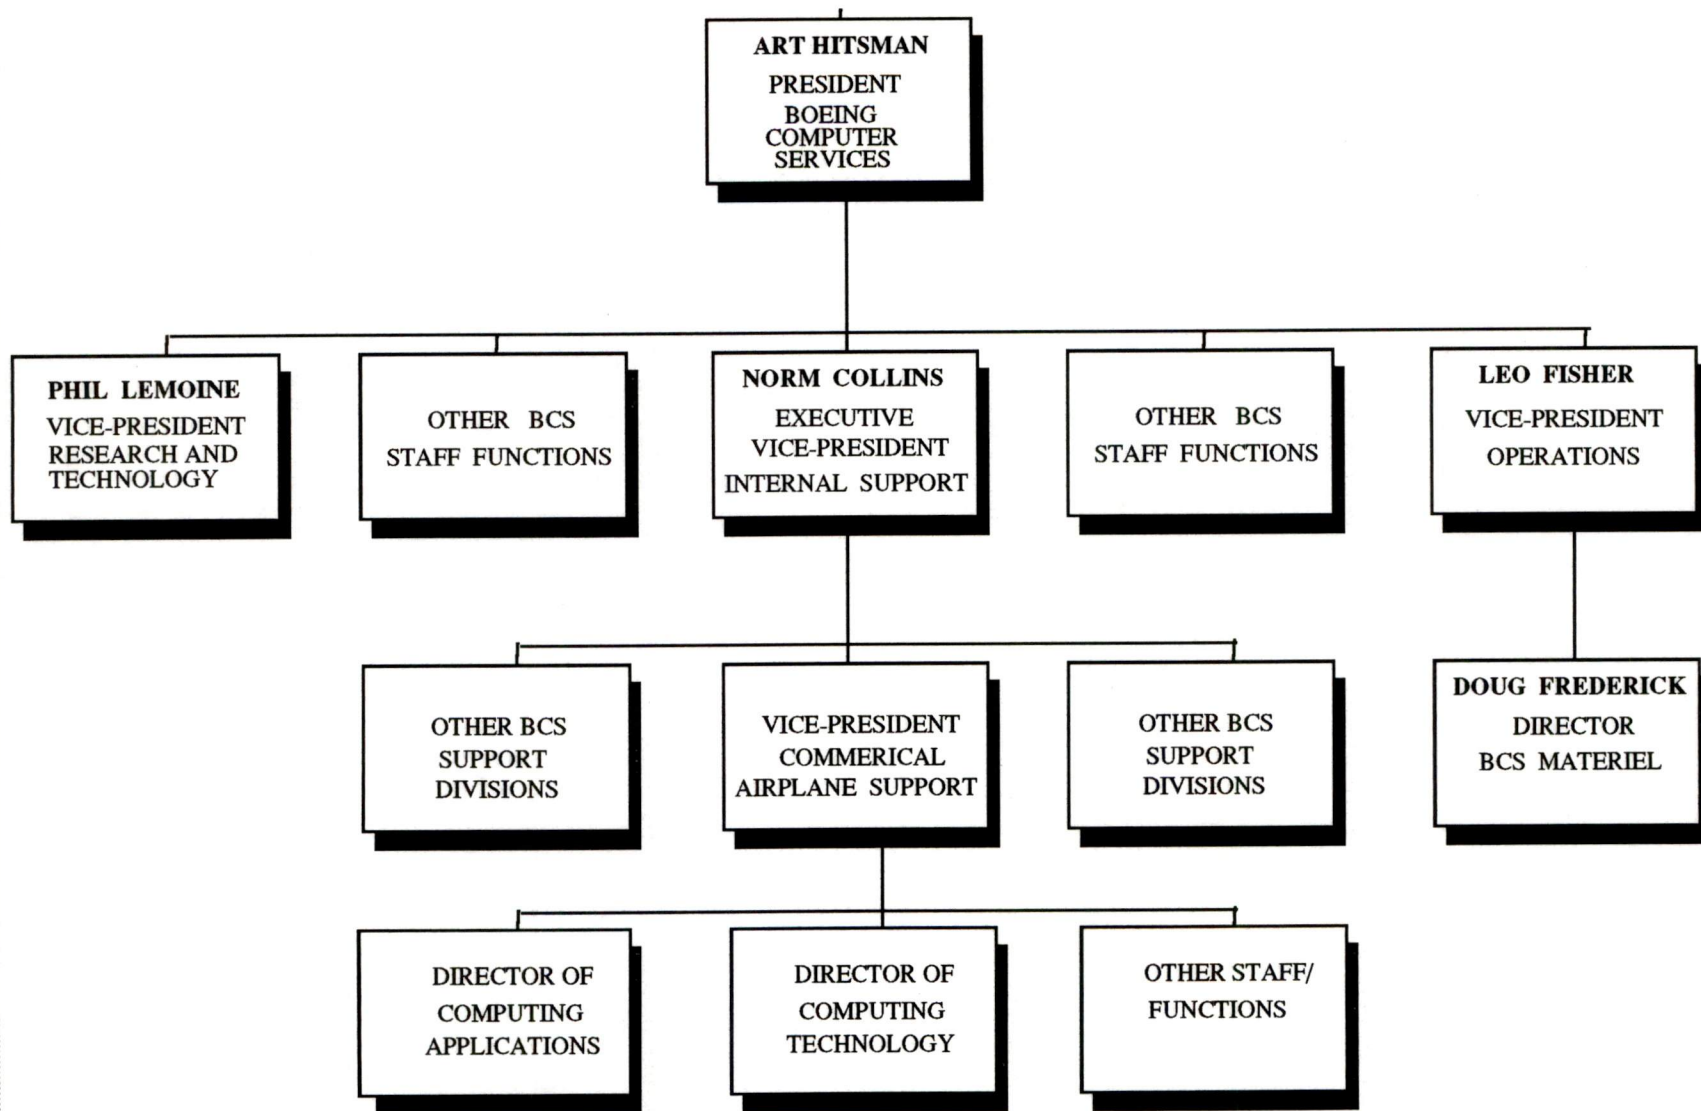 ART HITSMAN
PRESIDENT
BOEING
COMPUTER
SERVICES
PHIL LEMOINE
VICE-PRESIDENT
RESEARCH AND
TECHNOLOGY
OTHER BCS
STAFF FUNCTIONS
NORM COLLINS
EXECUTIVE
VICE-PRESIDENT
INTERNAL SUPPORT
OTHER BCS
STAFF FUNCTIONS
LEO FISHER
VICE-PRESIDENT
OPERATIONS
OTHER BCS
SUPPORT
DIVISIONS
VICE-PRESIDENT
COMMERICAL
AIRPLANE SUPPORT
OTHER BCS
SUPPORT
DIVISIONS
DOUG FREDERICK
DIRECTOR
BCS MATERIEL
DIRECTOR OF
COMPUTING
APPLICATIONS
DIRECTOR OF
COMPUTING
TECHNOLOGY
OTHER STAFF/
FUNCTIONS